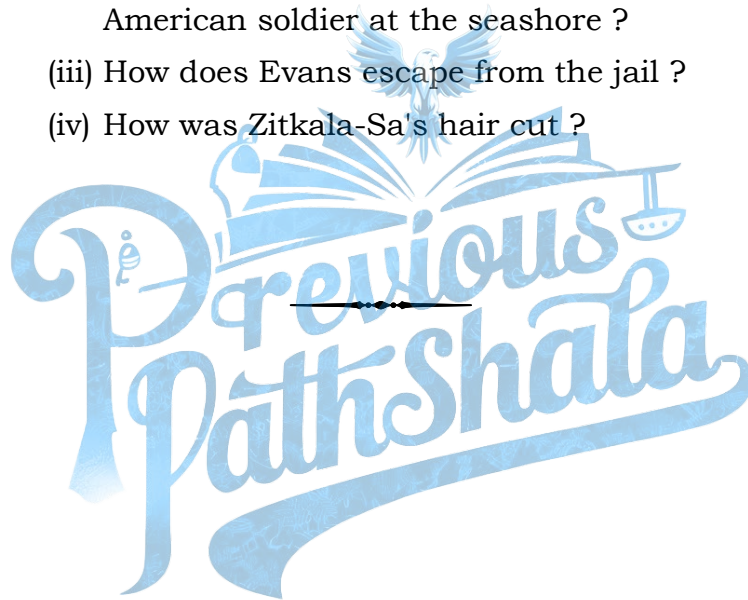 American soldier at the seashore ?
(iii) How does Evans escape from the jail ?
(iv) How was Zitkala-Sa's hair cut ?
Previous
PathShala